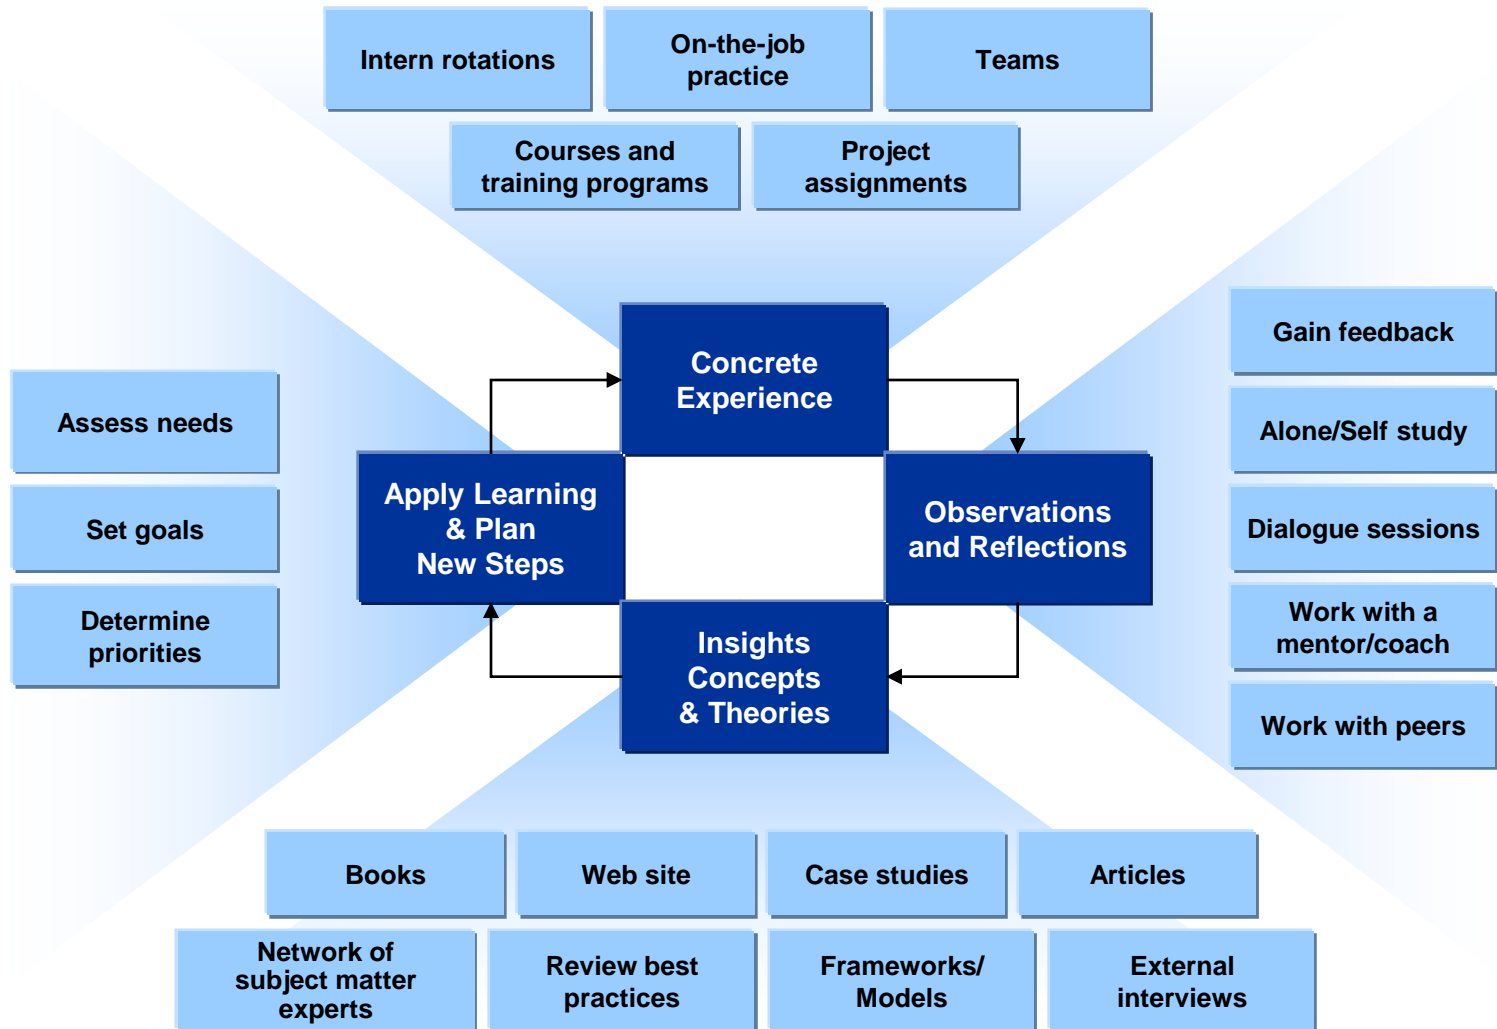 Intern rotations
On-the-job
practice
Teams
Courses and
training programs
Project
assignments
Concrete
Experience
Gain feedback
Alone/Self study
Dialogue sessions
Work with a
mentor/coach
Work with peers
Assess needs
Set goals
Determine
priorities
Apply Learning
& Plan
New Steps
Observations
and Reflections
Insights
Concepts
& Theories
Books
Web site
Case studies
Articles
Network of
subject matter
experts
Review best
practices
Frameworks/
Models
External
interviews